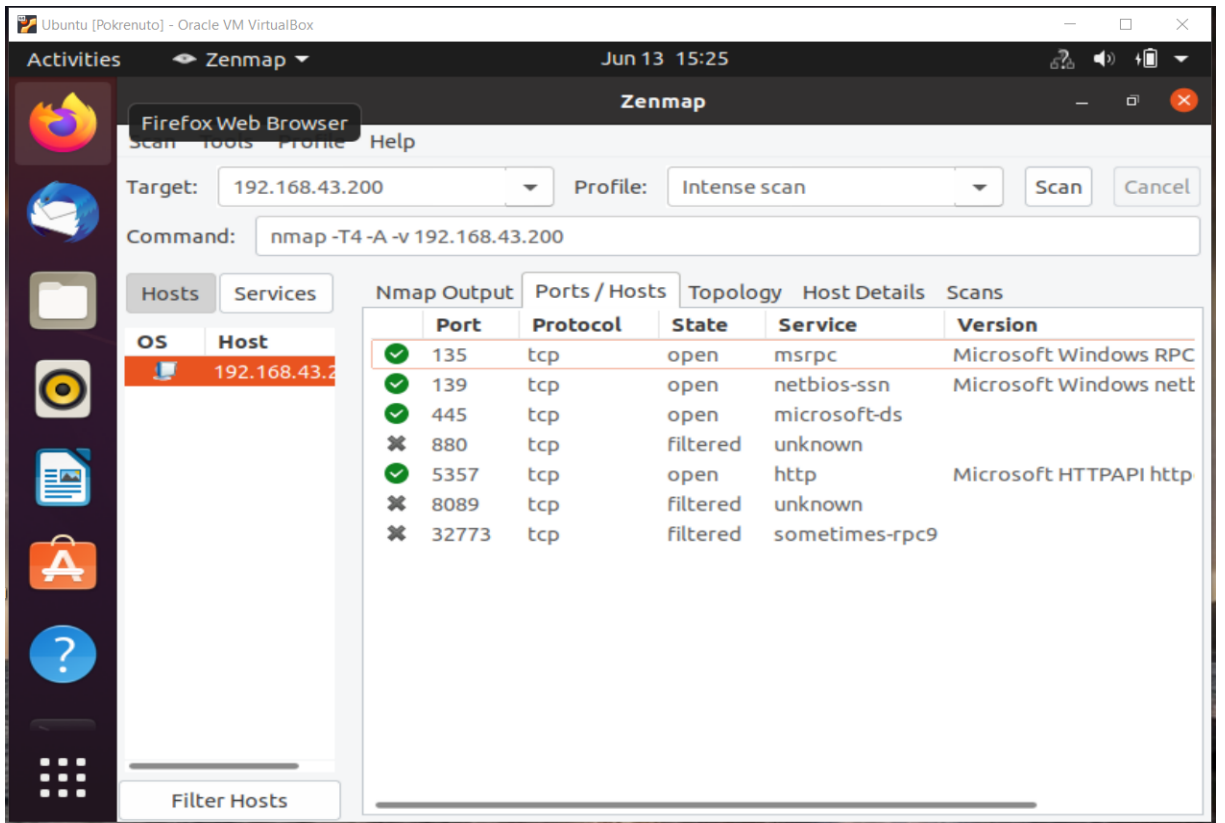 Ubuntu [Pokrenuto] - Oracle VM VirtualBox
Activities Zenmap Jun 13 15:25
Zenmap
Firefox Web Browser
Scan Tools Profile Help
Target: 192.168.43.200 Profile: Intense scan Scan Cancel
Command: nmap -T4 -A -v 192.168.43.200
Hosts Services Nmap Output Ports / Hosts Topology Host Details Scans
OS Host Port Protocol State Service Version
192.168.43.2 135 tcp open msrpc Microsoft Windows RPC
139 tcp open netbios-ssn Microsoft Windows netb
445 tcp open microsoft-ds
880 tcp filtered unknown
5357 tcp open http Microsoft HTTPAPI http
8089 tcp filtered unknown
32773 tcp filtered sometimes-rpc9
Filter Hosts